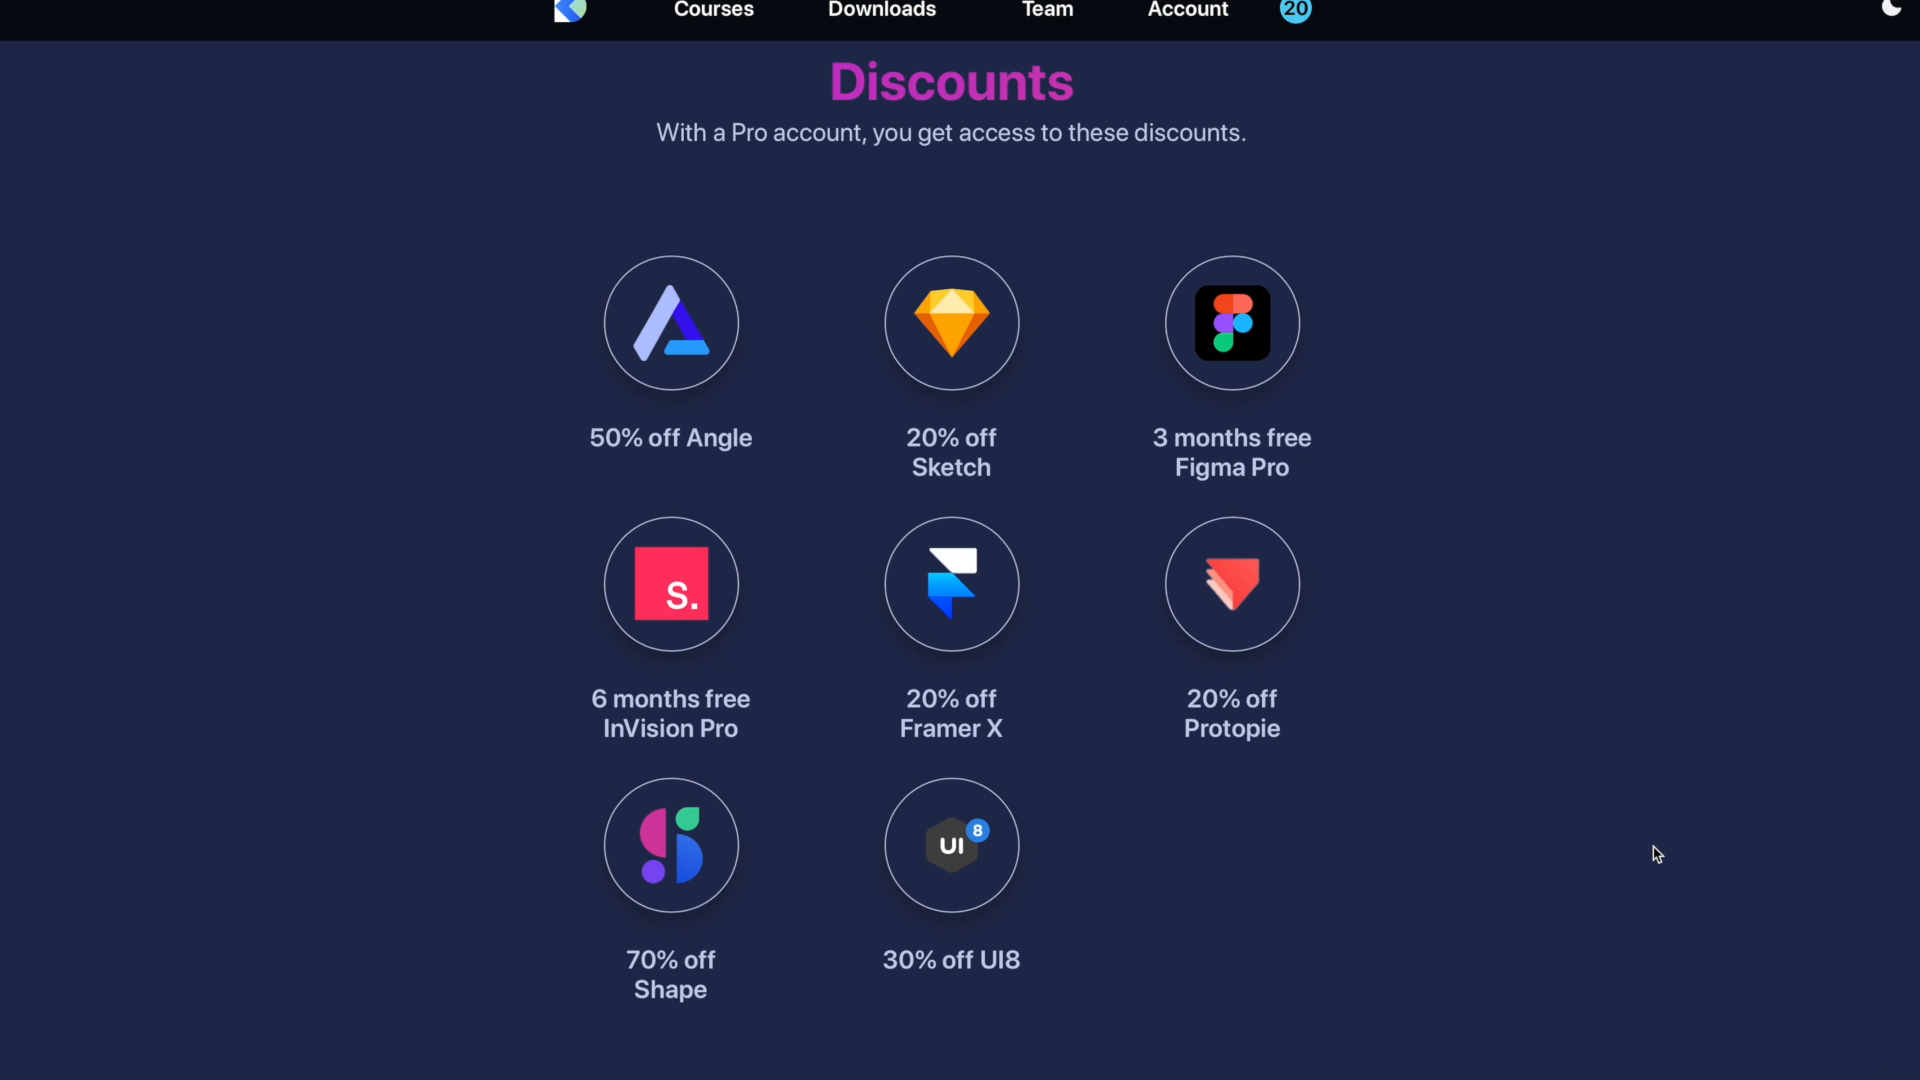 Courses Downloads Team Account 20
Discounts
With a Pro account, you get access to these discounts.
50% off Angle
20% off
Sketch
3 months free
Figma Pro
S.
6 months free
InVision Pro
20% off
Framer X
20% off
Protopie
UI 8
70% off
Shape
30% off UI8